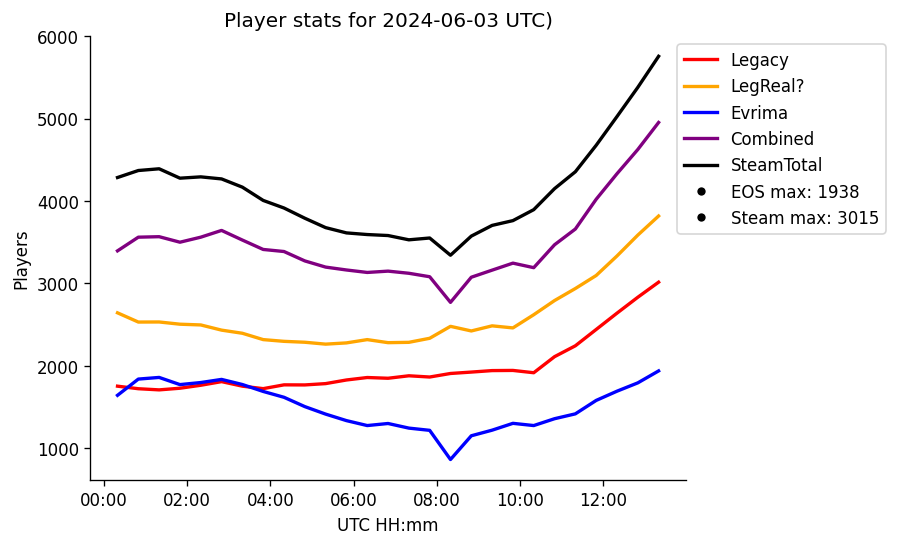 Player stats for 2024-06-03 UTC)
6000
5000
4000
3000
2000
1000
Players
00:00 02:00 04:00 06:00 08:00 10:00 12:00
UTC HH:mm
Legacy
LegReal?
Evrima
Combined
SteamTotal
EOS max: 1938
Steam max: 3015